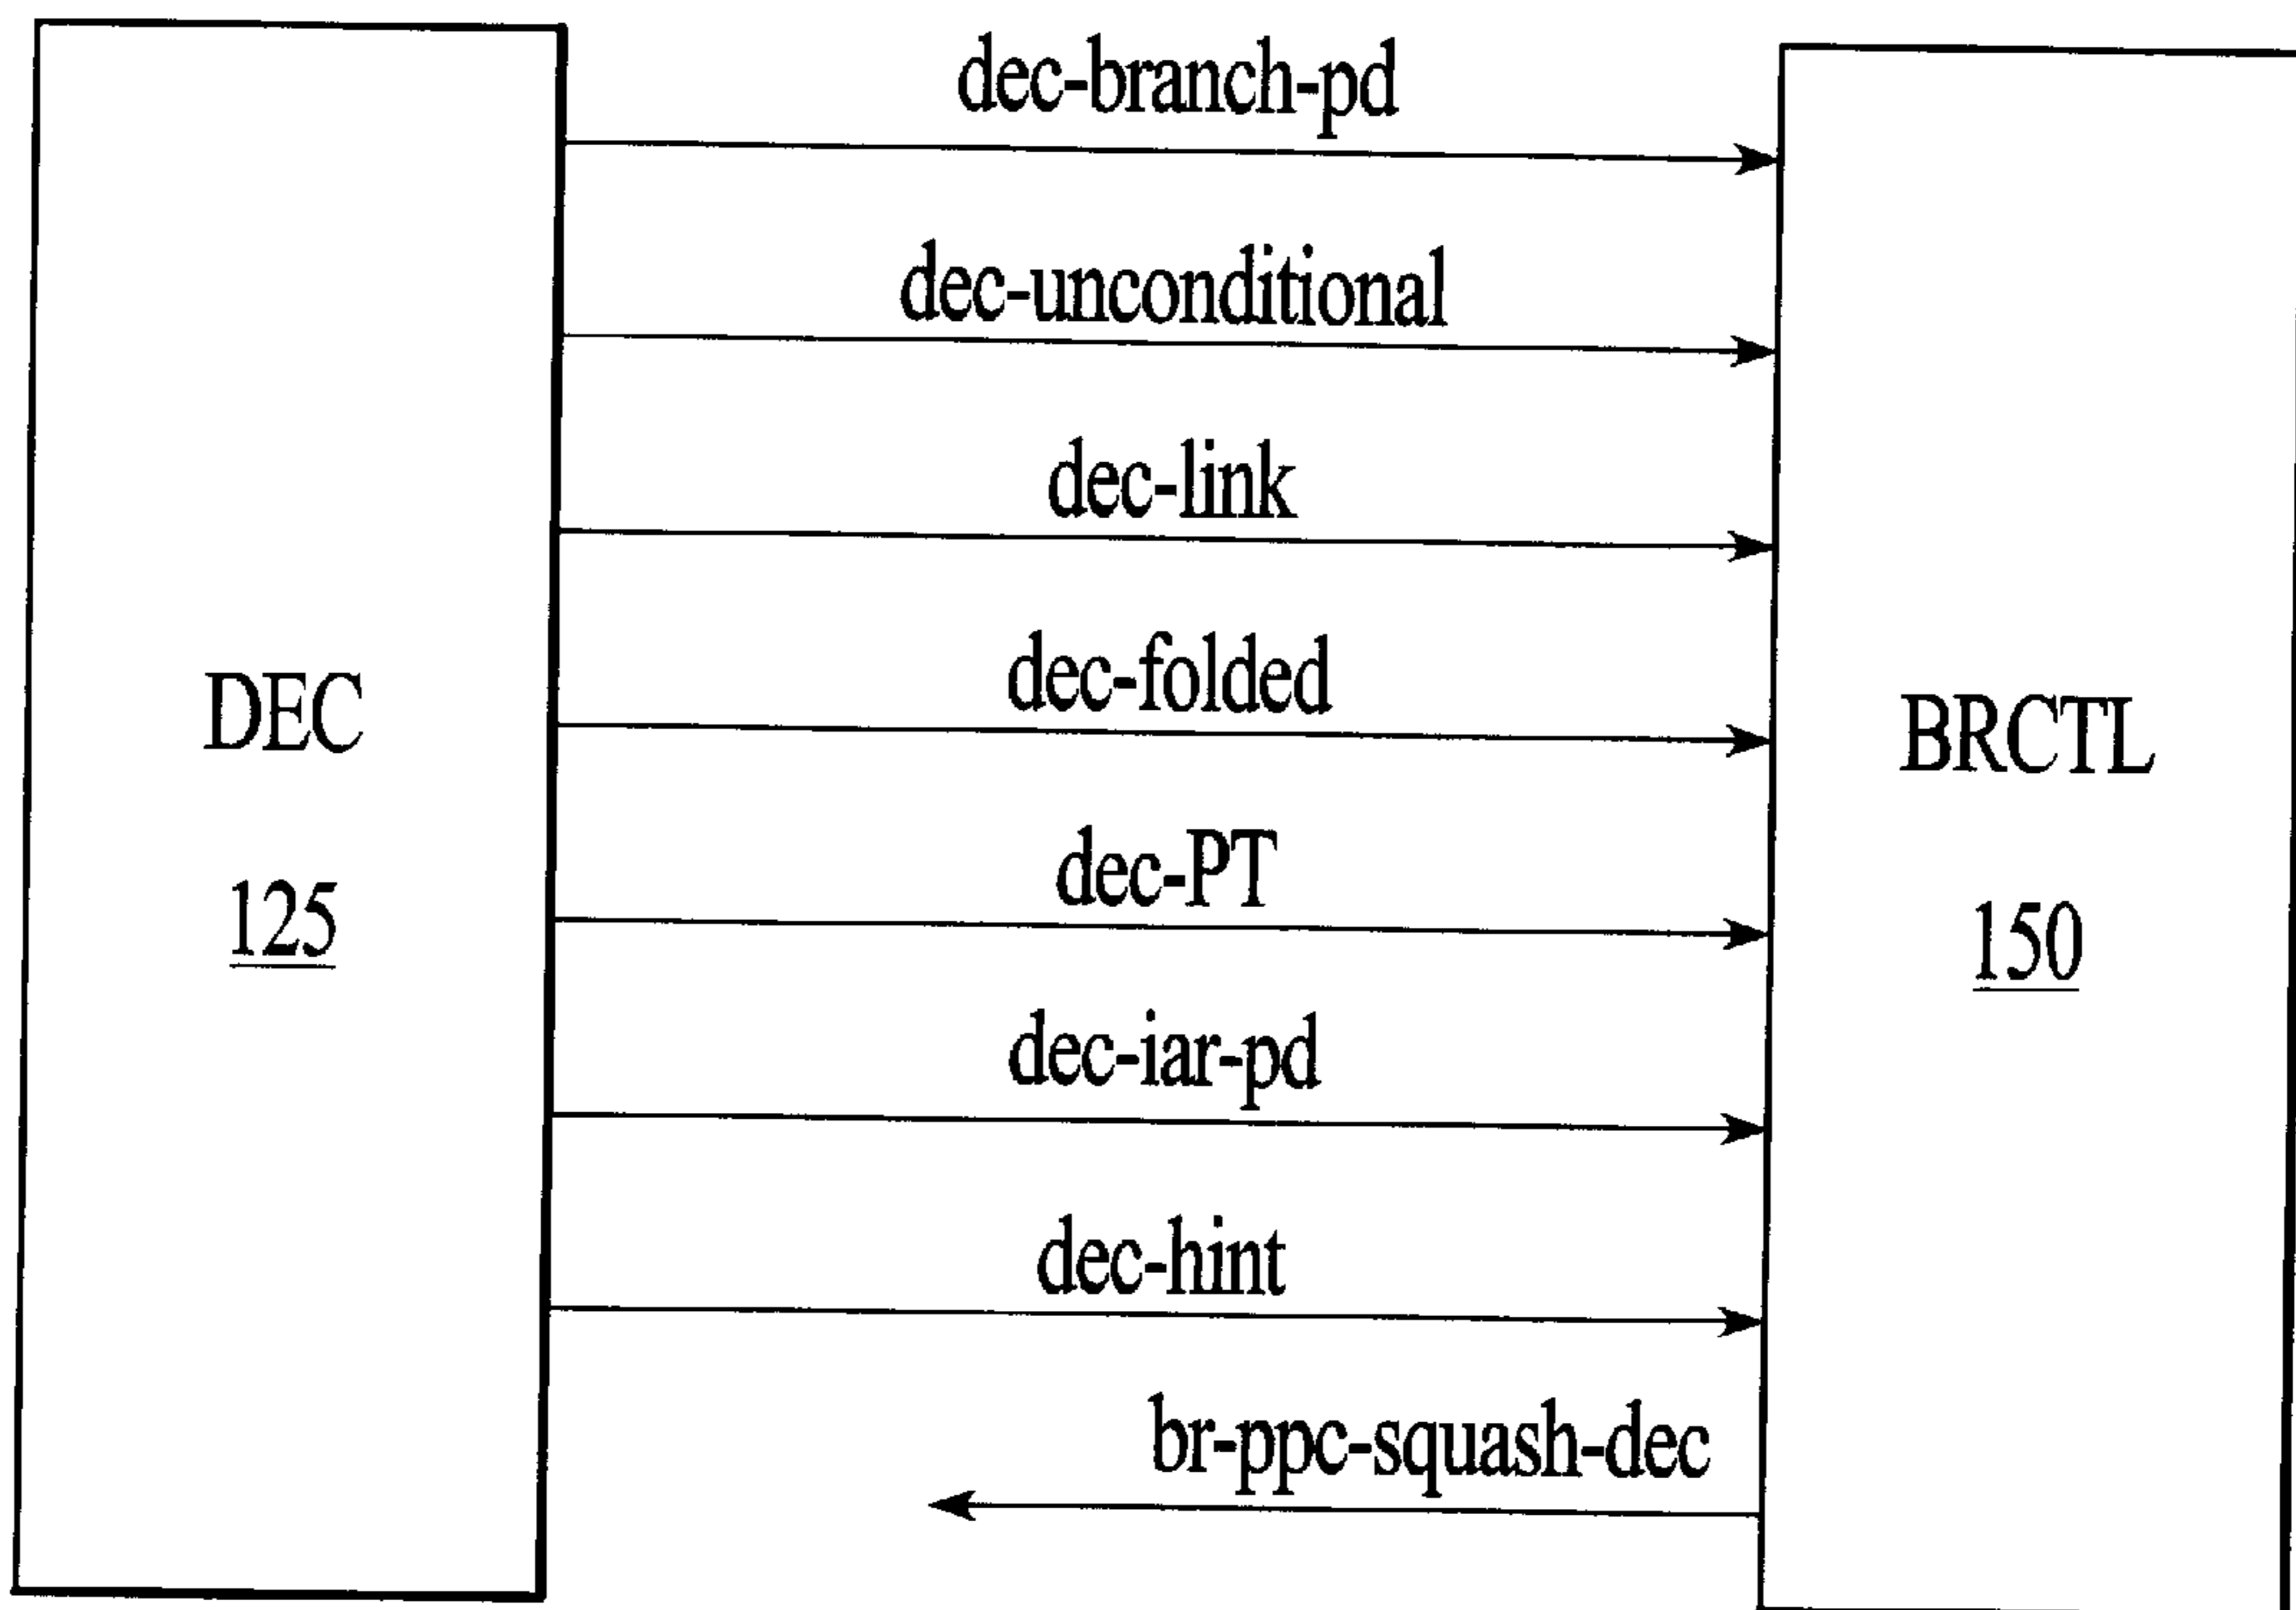 dec-branch-pd
dec-unconditional
dec-link
dec-folded
DEC
BRCTL
dec-PT
125
150
dec-iar-pd
dec-hint
br-ppc-squash-dec